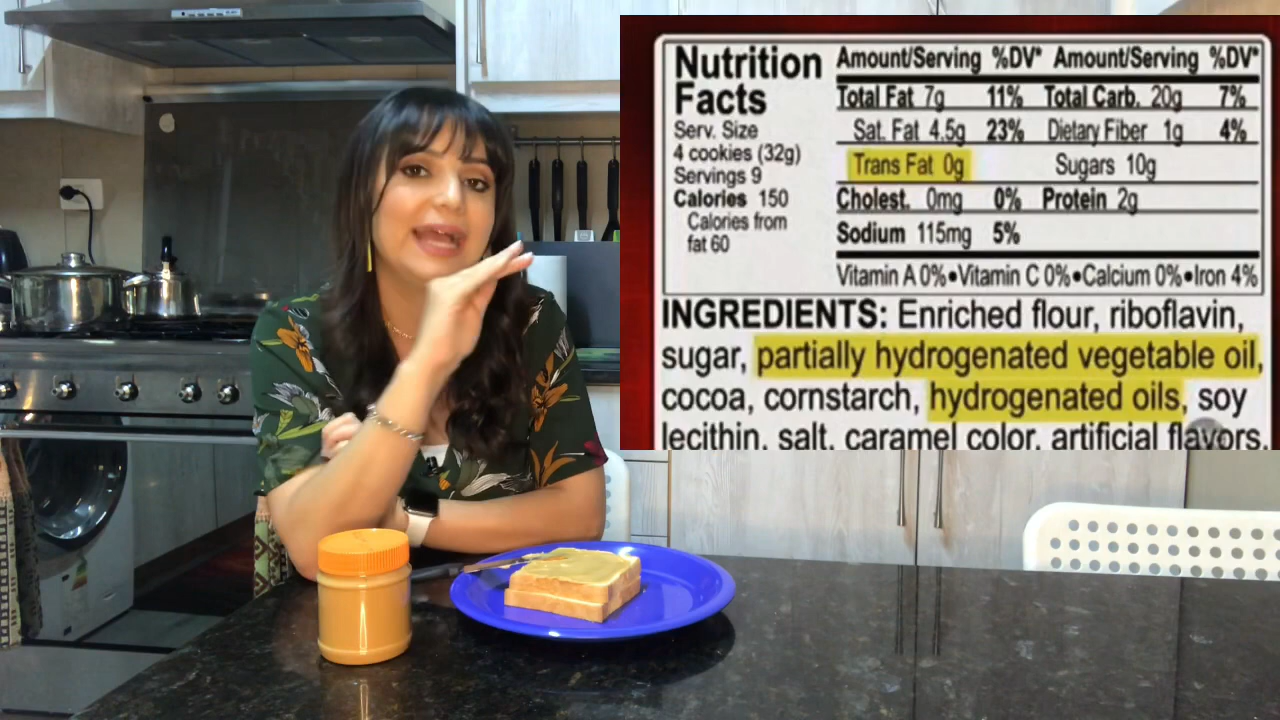 Nutrition
Facts
Serv. Size
4 cookies (32g)
Servings 9
Calories 150
Calories from
fat 60
Amount/Serving %DV* Amount/Serving %DV*
Total Fat 7g 11% Total Carb. 20g 7%
Sat. Fat 4.5g 23% Dietary Fiber 1g 4%
Trans Fat 0g Sugars 10g
Cholest. 0mg 0% Protein 2g
Sodium 115mg 5%
Vitamin A 0%•Vitamin C 0%•Calcium 0%•Iron 4%
INGREDIENTS: Enriched flour, riboflavin,
sugar, partially hydrogenated vegetable oil,
cocoa, cornstarch, hydrogenated oils, soy
lecithin, salt, caramel color, artificial flavors,